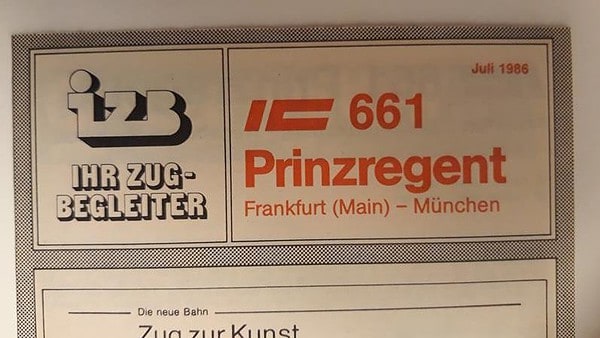 izb
IHR ZUG-
BEGLEITER
Juli 1986
IC 661
Prinzregent
Frankfurt (Main) – München
Die neue Bahn
Zug zur Kunst